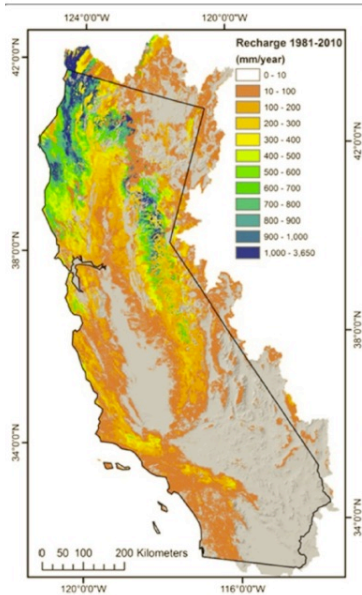 124°0'0"W
120°0'0"W
Recharge 1981-2010
(mm/year)
0 - 10
10 - 100
100 - 200
200 - 300
300 - 400
400 - 500
500 - 600
600 - 700
700 - 800
800 - 900
900 - 1,000
1,000 - 3,650
42°0'0"N
42°0'0"N
38°0'0"N
38°0'0"N
34°0'0"N
34°0'0"N
0 50 100 200 Kilometers
120°0'0"W
116°0'0"W